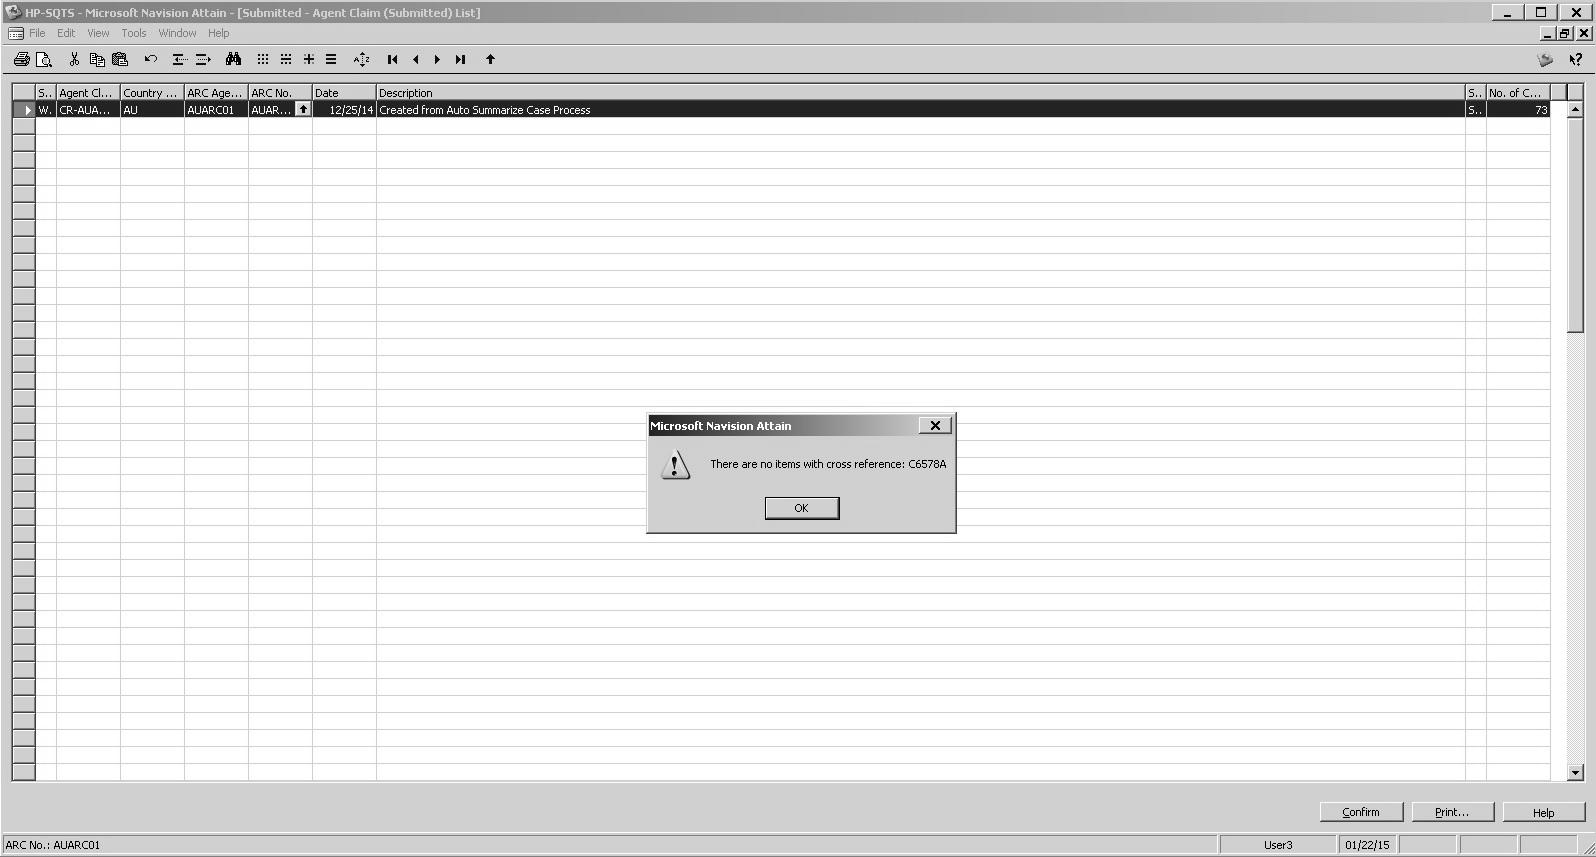 HP-SQTS - Microsoft Navision Attain - [Submitted - Agent Claim (Submitted) List]
File Edit View Tools Window Help
S.. Agent Cl... Country ... ARC Age... ARC No. Date Description S.. No. of C...
W. CR-AUA... AU AUARC01 AUAR... 12/25/14 Created from Auto Summarize Case Process S.. 73
Microsoft Navision Attain
There are no items with cross reference: C6578A
OK
Confirm Print... Help
ARC No.: AUARC01 User3 01/22/15